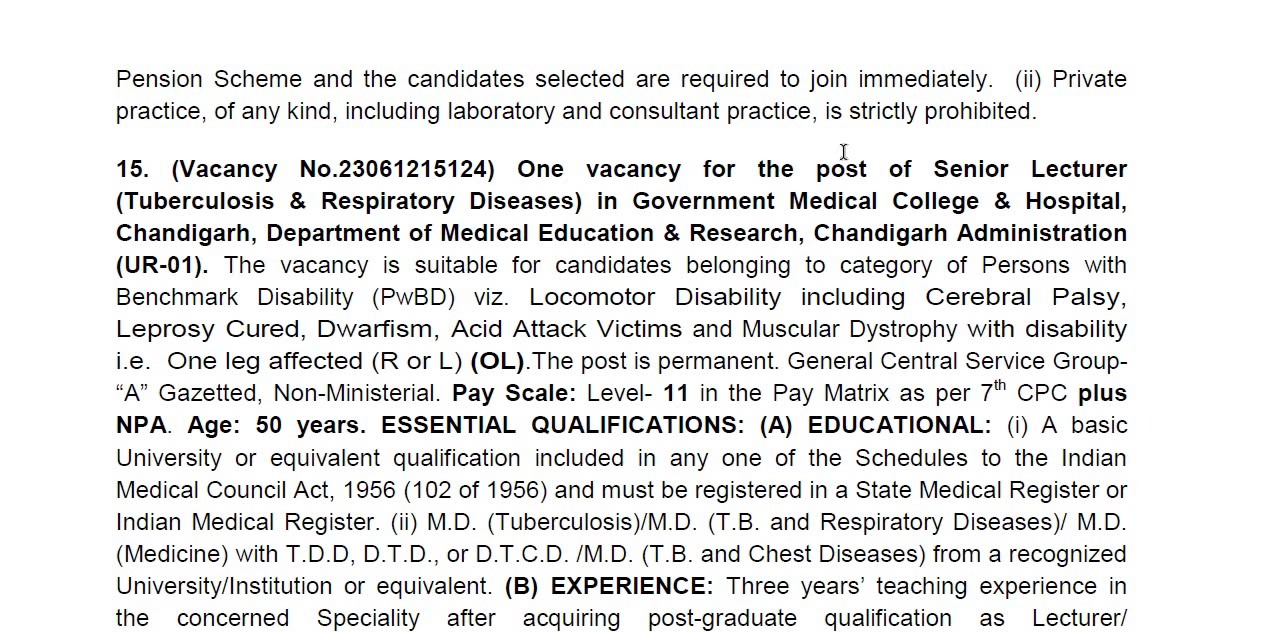 Pension Scheme and the candidates selected are required to join immediately. (ii) Private
practice, of any kind, including laboratory and consultant practice, is strictly prohibited.
15. (Vacancy No.23061215124) One vacancy for the post of Senior Lecturer
(Tuberculosis & Respiratory Diseases) in Government Medical College & Hospital,
Chandigarh, Department of Medical Education & Research, Chandigarh Administration
(UR-01). The vacancy is suitable for candidates belonging to category of Persons with
Benchmark Disability (PwBD) viz. Locomotor Disability including Cerebral Palsy,
Leprosy Cured, Dwarfism, Acid Attack Victims and Muscular Dystrophy with disability
i.e. One leg affected (R or L) (OL).The post is permanent. General Central Service Group-
“A” Gazetted, Non-Ministerial. Pay Scale: Level- 11 in the Pay Matrix as per 7th CPC plus
NPA. Age: 50 years. ESSENTIAL QUALIFICATIONS: (A) EDUCATIONAL: (i) A basic
University or equivalent qualification included in any one of the Schedules to the Indian
Medical Council Act, 1956 (102 of 1956) and must be registered in a State Medical Register or
Indian Medical Register. (ii) M.D. (Tuberculosis)/M.D. (T.B. and Respiratory Diseases)/ M.D.
(Medicine) with T.D.D, D.T.D., or D.T.C.D. /M.D. (T.B. and Chest Diseases) from a recognized
University/Institution or equivalent. (B) EXPERIENCE: Three years’ teaching experience in
the concerned Speciality after acquiring post-graduate qualification as Lecturer/